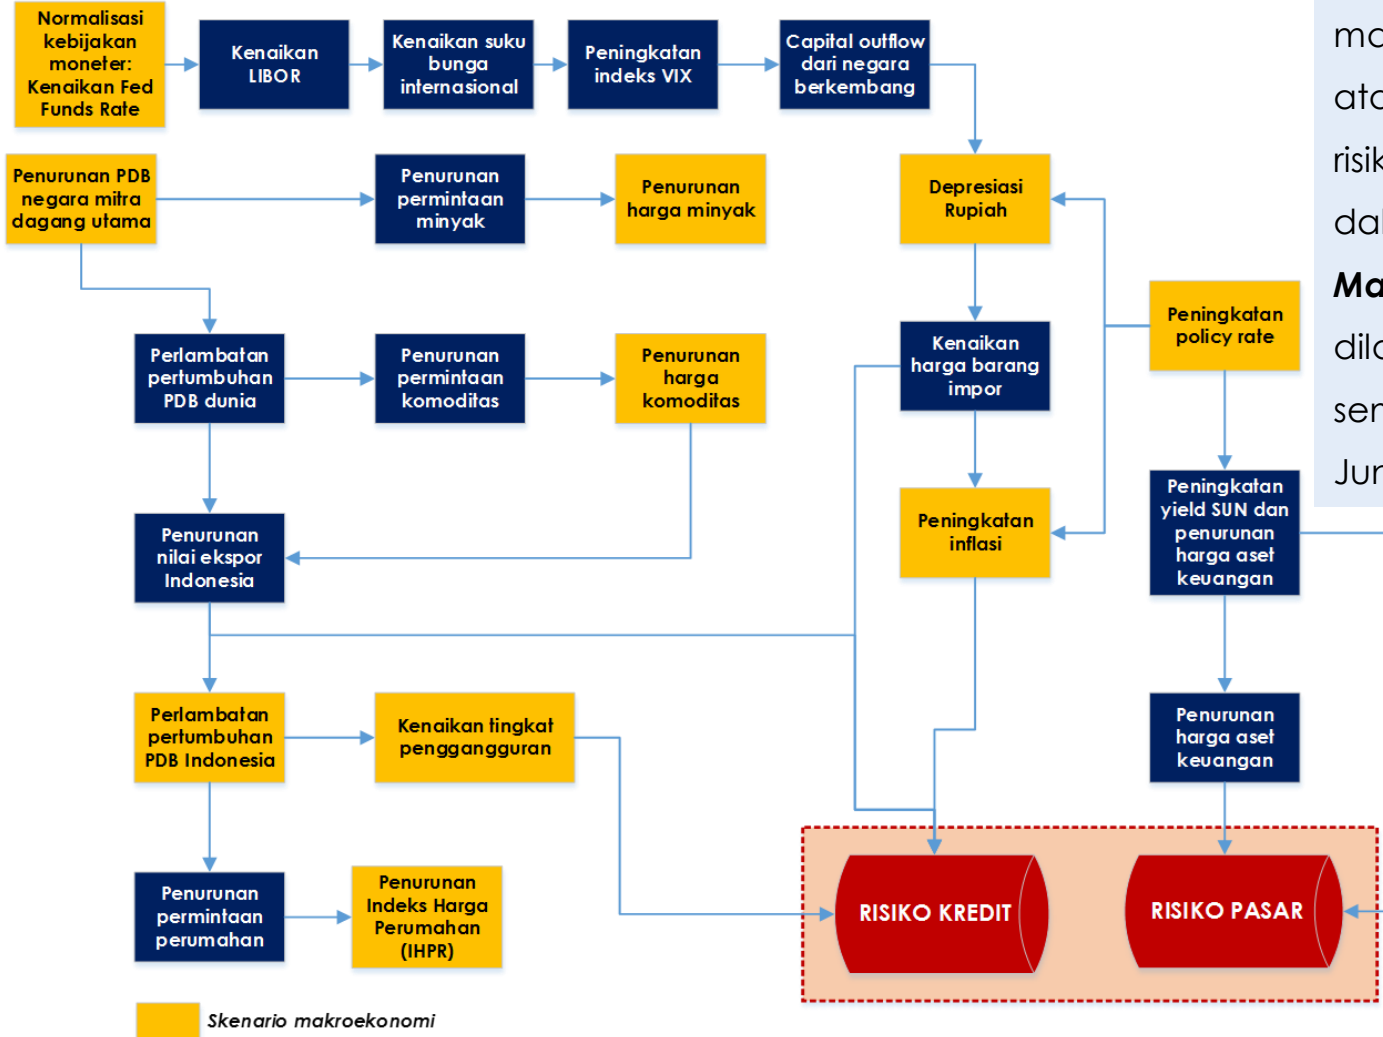 Normalisasi
kebijakan
moneter:
Kenaikan Fed
Funds Rate
Kenaikan
LIBOR
Kenaikan suku
bunga
internasional
Peningkatan
indeks VIX
Capital outflow
dari negara
berkembang
Penurunan PDB
negara mitra
dagang utama
Penurunan
permintaan
minyak
Penurunan
harga minyak
Depresiasi
Rupiah
Peningkatan
policy rate
Perlambatan
pertumbuhan
PDB dunia
Penurunan
permintaan
komoditas
Penurunan
harga
komoditas
Kenaikan
harga barang
impor
Peningkatan
yield SUN dan
penurunan
harga aset
keuangan
Penurunan
nilai ekspor
Indonesia
Peningkatan
inflasi
Perlambatan
pertumbuhan
PDB Indonesia
Kenaikan tingkat
penggangguran
Penurunan
harga aset
keuangan
Penurunan
permintaan
perumahan
Penurunan
Indeks Harga
Perumahan
(IHPR)
RISIKO KREDIT
RISIKO PASAR
Skenario makroekonomi